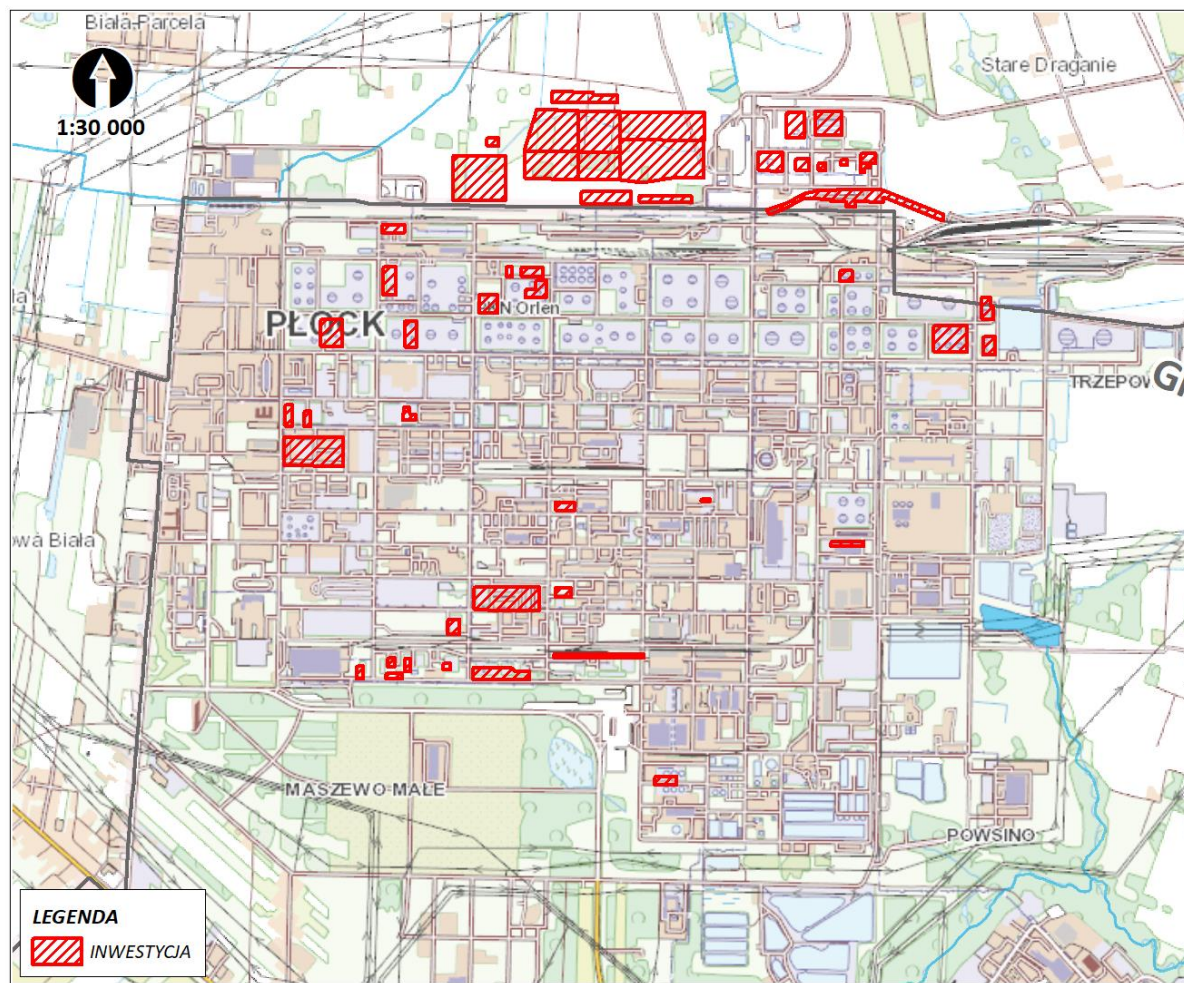 Biała-Parcela
Stare Draganie
1:30 000
PŁOCK
N Orlen
TRZEPOW
owa Biała
MASZEWO MAŁE
POWSINO
LEGENDA
INWESTYCJA